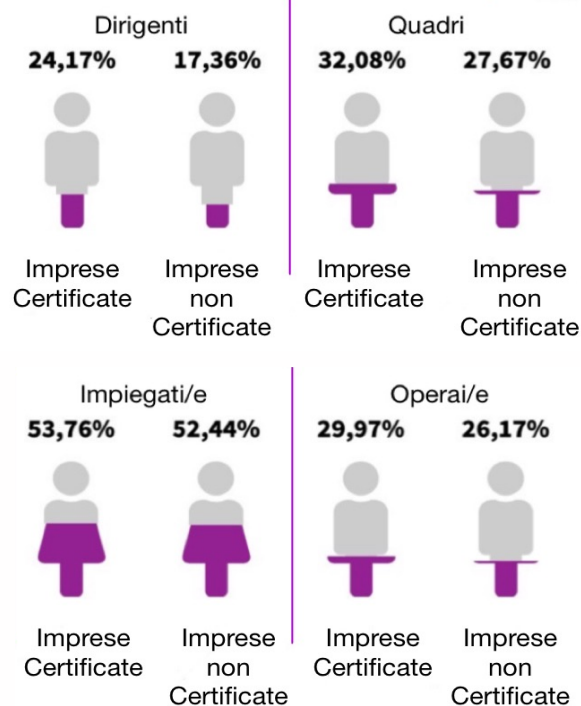 Dirigenti
24,17%
17,36%
Imprese
Certificate
Imprese
non
Certificate
Quadri
32,08%
27,67%
Imprese
Certificate
Imprese
non
Certificate
Impiegati/e
53,76%
52,44%
Imprese
Certificate
Imprese
non
Certificate
Operai/e
29,97%
26,17%
Imprese
Certificate
Imprese
non
Certificate